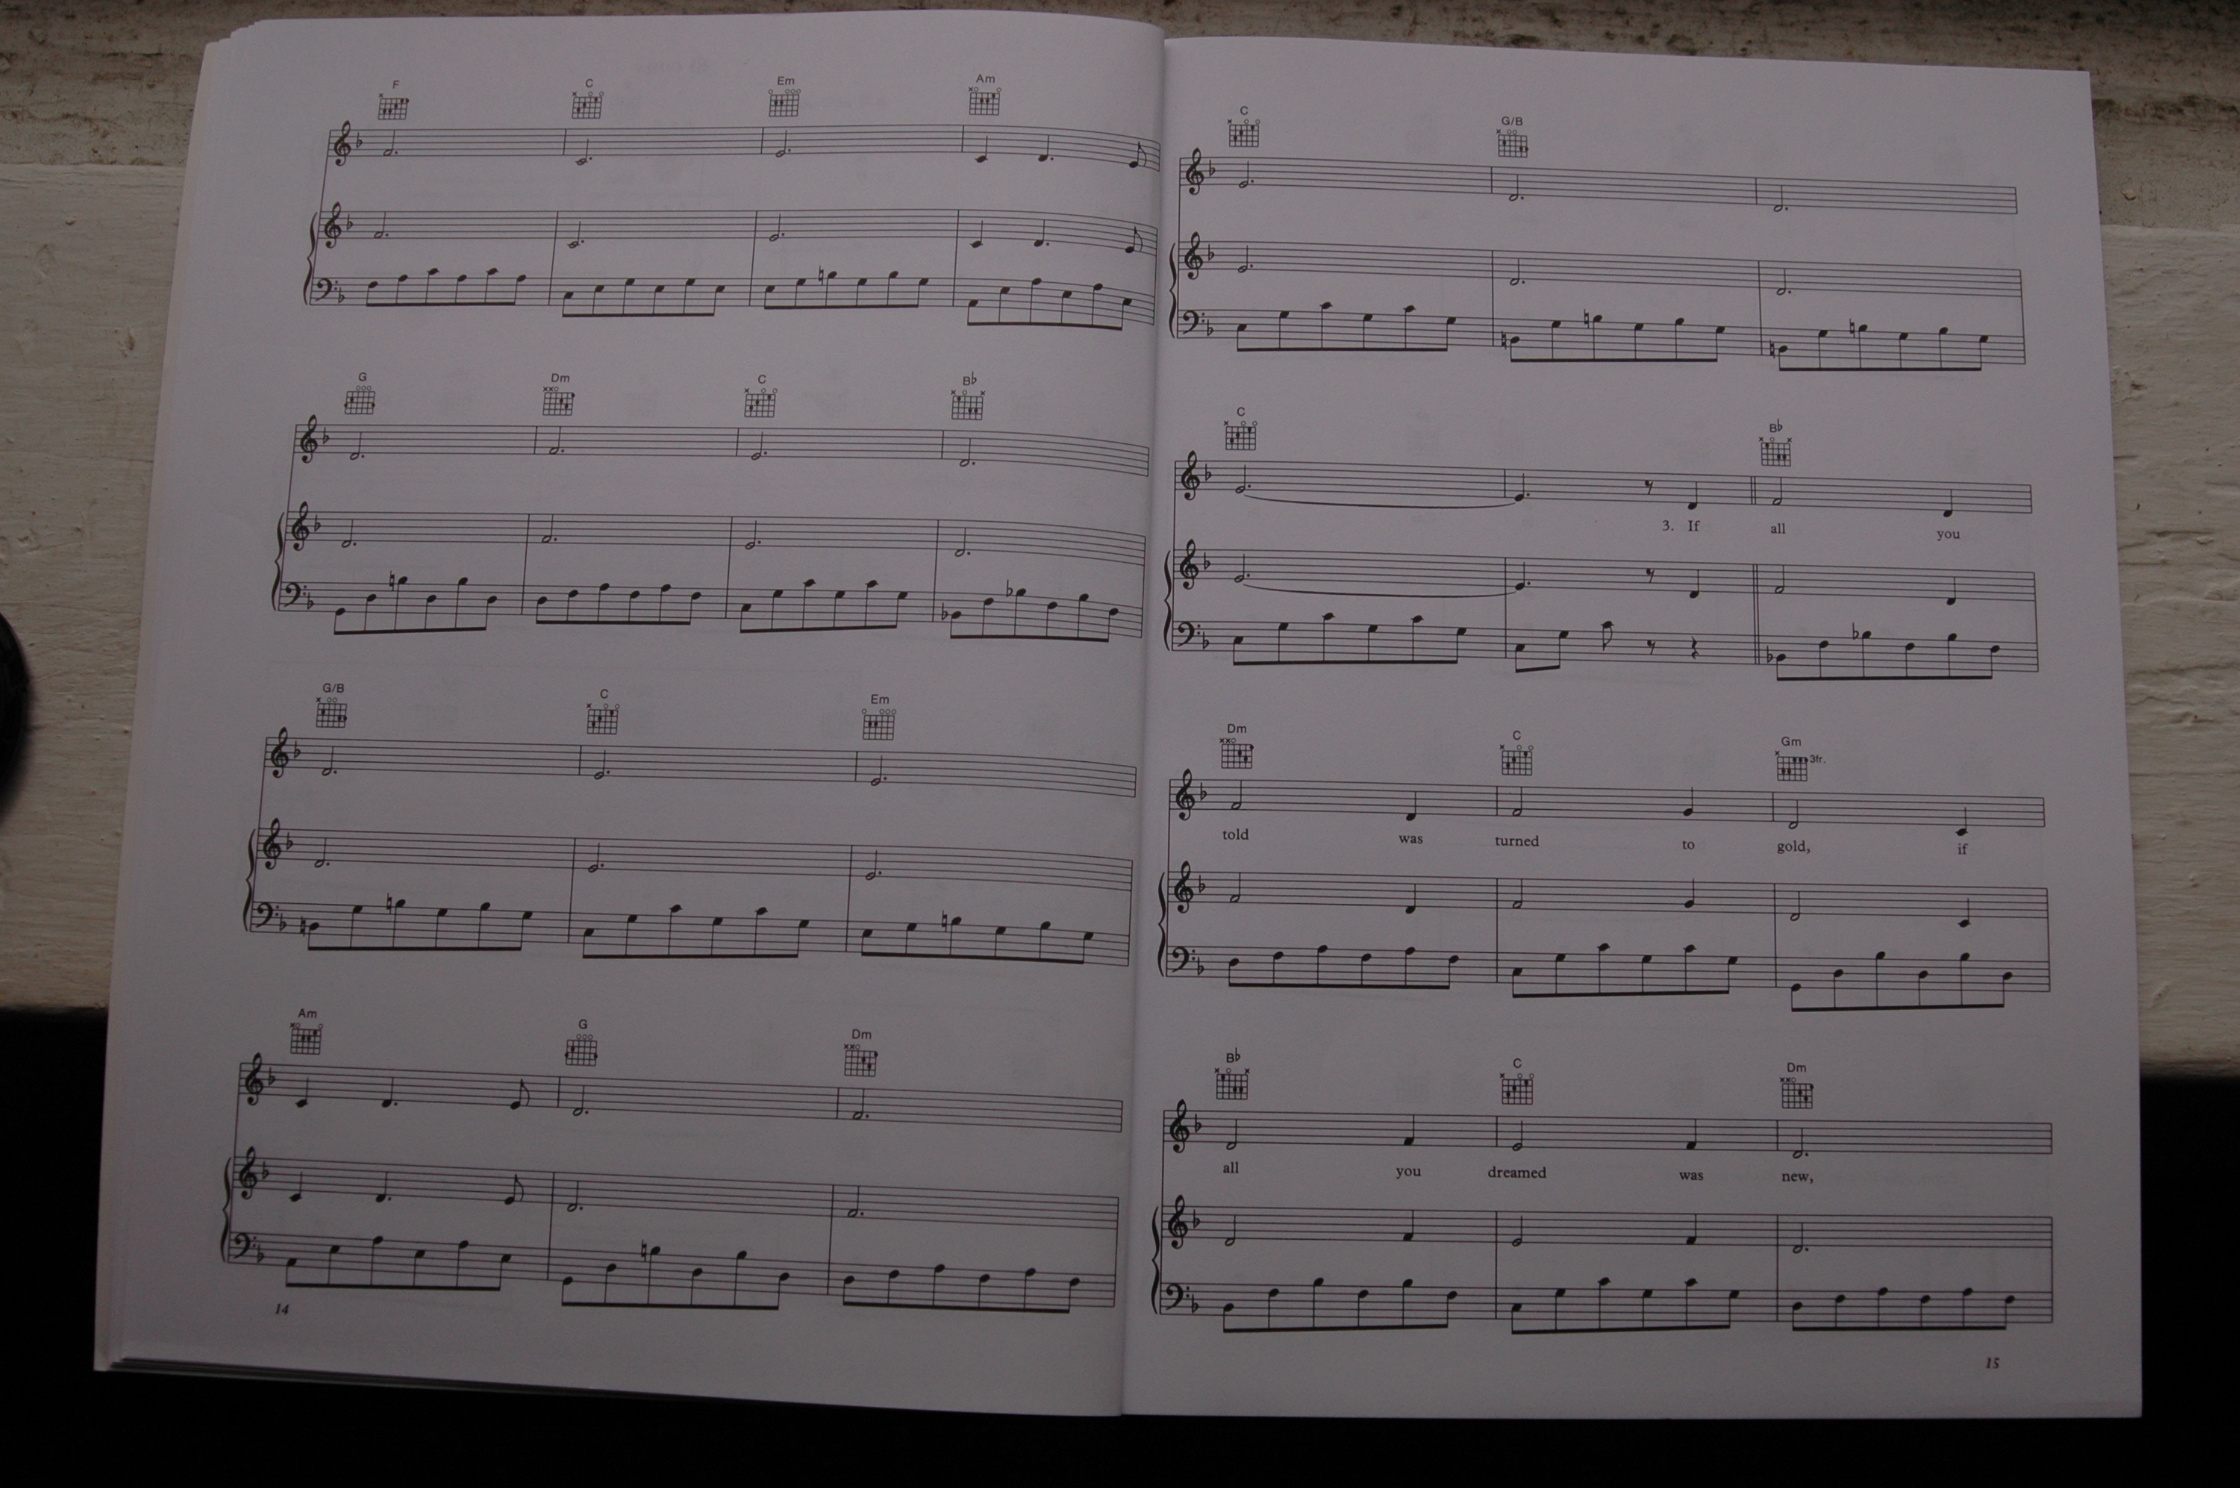 F C Em Am
G Dm C B♭
G/B C Em
Am G Dm
14
C G/B
C B♭
3. If all you
Dm C Gm
3fr.
told was turned to gold, if
B♭ C Dm
all you dreamed was new,
15